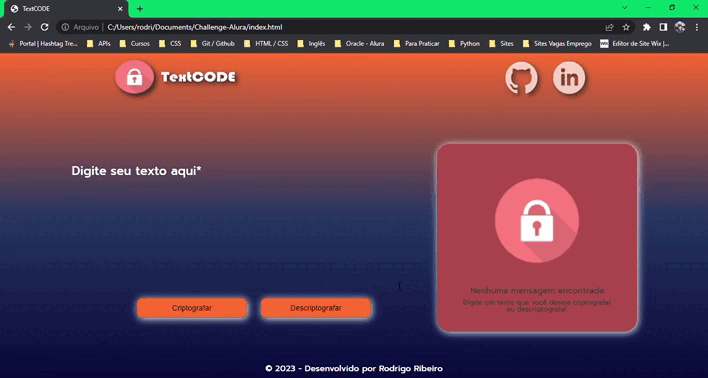 TextCODE
Arquivo C:/Users/rodri/Documents/Challenge-Alura/index.html
Portal | Hashtag Tre... APIs Cursos CSS Git / Github HTML / CSS Inglês Oracle - Alura Para Praticar Python Sites Sites Vagas Emprego Editor de Site Wix |...
TextCODE
in
Digite seu texto aqui*
Nenhuma mensagem encontrada
Digite um texto que você deseja criptografar
ou descriptografar.
Criptografar Descriptografar
© 2023 - Desenvolvido por Rodrigo Ribeiro